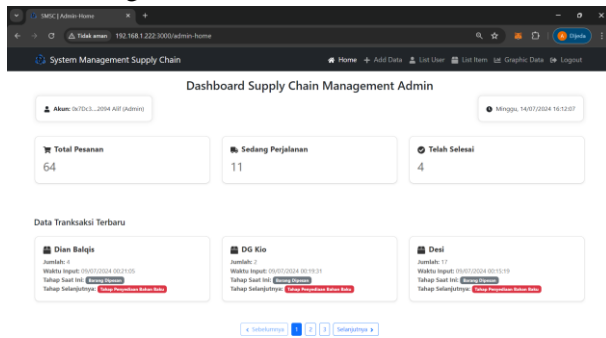 SMSC | Admin-Home
Tidak aman 192.168.1.222:3000/admin-home
Dijeda
System Management Supply Chain
Home Add Data List User List Item Graphic Data Logout
Dashboard Supply Chain Management Admin
Akun: 0x7Dc3...2094 Alif (Admin)
Minggu, 14/07/2024 16:12:07
Total Pesanan
64
Sedang Perjalanan
11
Telah Selesai
4
Data Tranksaksi Terbaru
Dian Balqis
Jumlah: 4
Waktu Input: 09/07/2024 00:21:05
Tahap Saat Ini: Barang Dipesan
Tahap Selanjutnya: Tahap Penyediaan Bahan Baku
DG Kio
Jumlah: 2
Waktu Input: 09/07/2024 00:19:31
Tahap Saat Ini: Barang Dipesan
Tahap Selanjutnya: Tahap Penyediaan Bahan Baku
Desi
Jumlah: 17
Waktu Input: 09/07/2024 00:15:19
Tahap Saat Ini: Barang Dipesan
Tahap Selanjutnya: Tahap Penyediaan Bahan Baku
Sebelumnya 1 2 3 Selanjutnya